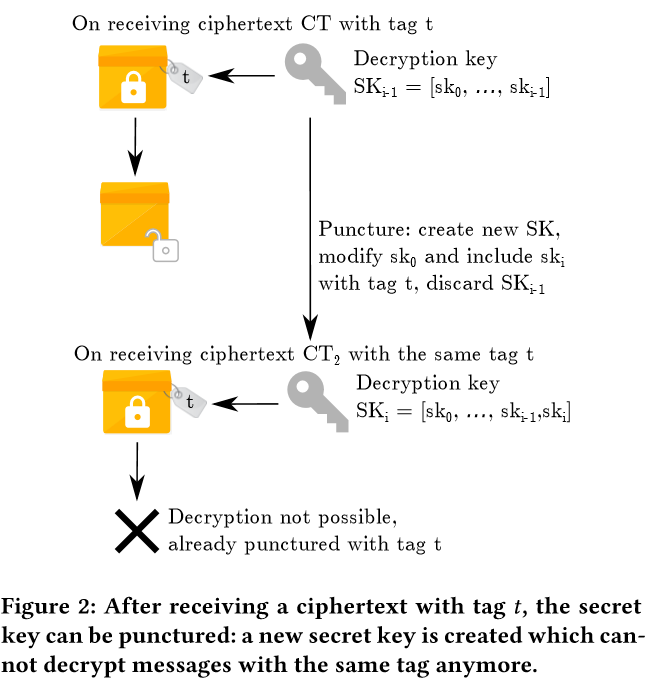 On receiving ciphertext CT with tag t
t
Decryption key
SKᵢ₋₁ = [sk₀, ..., skᵢ₋₁]
Puncture: create new SK,
modify sk₀ and include skᵢ
with tag t, discard SKᵢ₋₁
On receiving ciphertext CT₂ with the same tag t
t
Decryption key
SKᵢ = [sk₀, ..., skᵢ₋₁,skᵢ]
Decryption not possible,
already punctured with tag t
Figure 2: After receiving a ciphertext with tag t, the secret
key can be punctured: a new secret key is created which can-
not decrypt messages with the same tag anymore.